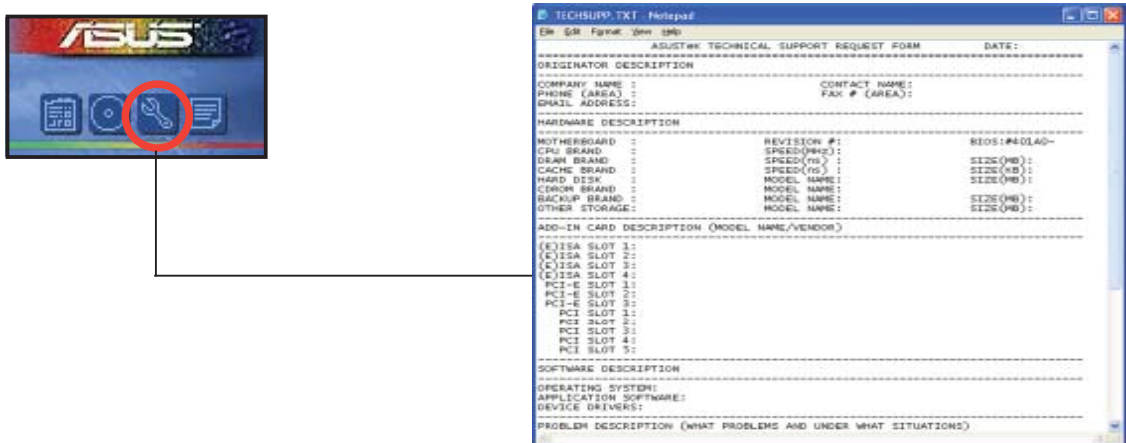 ASUS
TECHSUPP.TXT - Notepad
File Edit Format View Help
ASUSTeK TECHNICAL SUPPORT REQUEST FORM DATE:
ORIGINATOR DESCRIPTION
COMPANY NAME : CONTACT NAME:
PHONE (AREA) : FAX # (AREA):
EMAIL ADDRESS:
HARDWARE DESCRIPTION
MOTHERBOARD : REVISION #: BIOS:#401A0-
CPU BRAND : SPEED(MHz):
DRAM BRAND : SPEED(ns) : SIZE(MB):
CACHE BRAND : SPEED(ns) : SIZE(KB):
HARD DISK : MODEL NAME: SIZE(MB):
CDROM BRAND : MODEL NAME:
BACKUP BRAND : MODEL NAME: SIZE(MB):
OTHER STORAGE: MODEL NAME: SIZE(MB):
ADD-IN CARD DESCRIPTION (MODEL NAME/VENDOR)
(E)ISA SLOT 1:
(E)ISA SLOT 2:
(E)ISA SLOT 3:
(E)ISA SLOT 4:
PCI-E SLOT 1:
PCI-E SLOT 2:
PCI-E SLOT 3:
PCI SLOT 1:
PCI SLOT 2:
PCI SLOT 3:
PCI SLOT 4:
PCI SLOT 5:
SOFTWARE DESCRIPTION
OPERATING SYSTEM:
APPLICATION SOFTWARE:
DEVICE DRIVERS:
PROBLEM DESCRIPTION (WHAT PROBLEMS AND UNDER WHAT SITUATIONS)